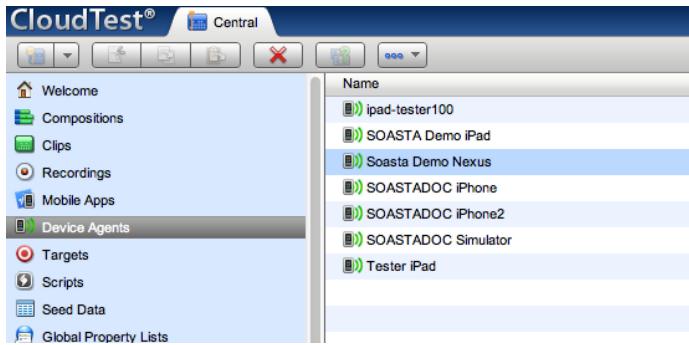 CloudTest®
Central
Welcome
Compositions
Clips
Recordings
Mobile Apps
Device Agents
Targets
Scripts
Seed Data
Global Property Lists
Name
ipad-tester100
SOASTA Demo iPad
Soasta Demo Nexus
SOASTADOC iPhone
SOASTADOC iPhone2
SOASTADOC Simulator
Tester iPad